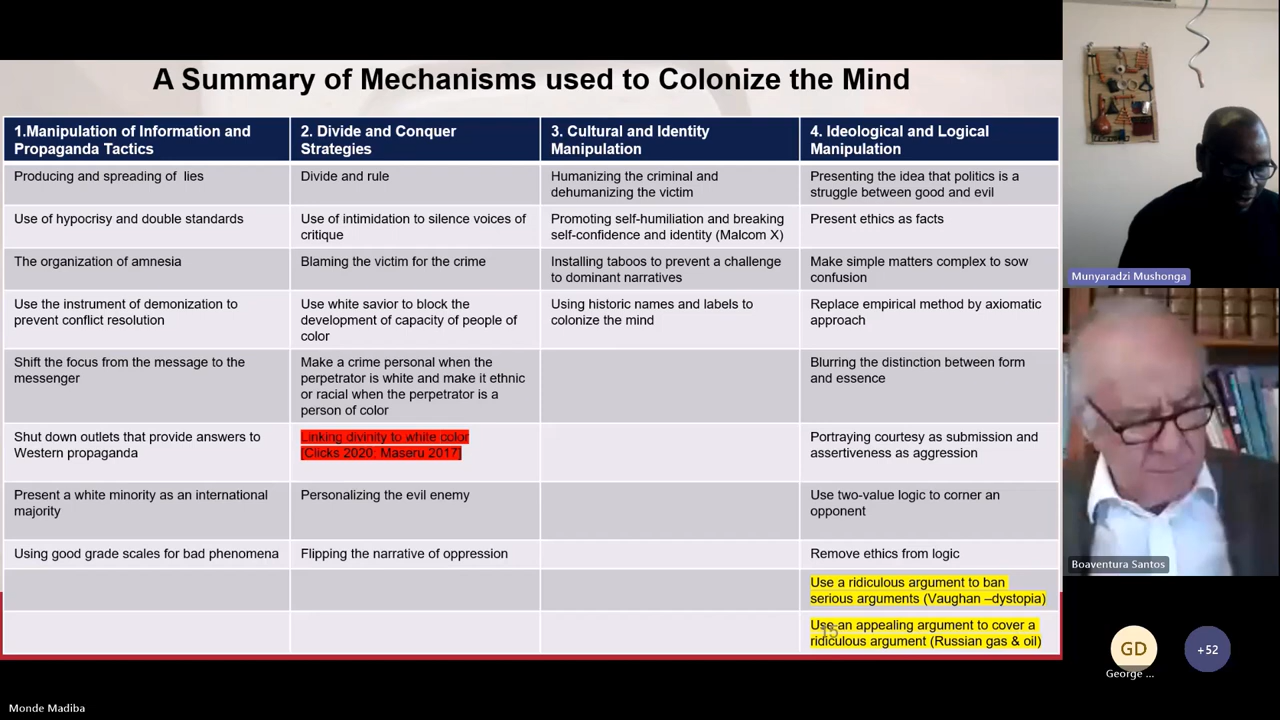 A Summary of Mechanisms used to Colonize the Mind
1.Manipulation of Information and
Propaganda Tactics
2. Divide and Conquer
Strategies
3. Cultural and Identity
Manipulation
4. Ideological and Logical
Manipulation
Producing and spreading of lies
Divide and rule
Humanizing the criminal and
dehumanizing the victim
Presenting the idea that politics is a
struggle between good and evil
Use of hypocrisy and double standards
Use of intimidation to silence voices of
critique
Promoting self-humiliation and breaking
self-confidence and identity (Malcom X)
Present ethics as facts
The organization of amnesia
Blaming the victim for the crime
Installing taboos to prevent a challenge
to dominant narratives
Make simple matters complex to sow
confusion
Use the instrument of demonization to
prevent conflict resolution
Use white savior to block the
development of capacity of people of
color
Using historic names and labels to
colonize the mind
Replace empirical method by axiomatic
approach
Shift the focus from the message to the
messenger
Make a crime personal when the
perpetrator is white and make it ethnic
or racial when the perpetrator is a
person of color
Blurring the distinction between form
and essence
Shut down outlets that provide answers to
Western propaganda
Linking divinity to white color
[Clicks 2020; Maseru 2017]
Portraying courtesy as submission and
assertiveness as aggression
Present a white minority as an international
majority
Personalizing the evil enemy
Use two-value logic to corner an
opponent
Using good grade scales for bad phenomena
Flipping the narrative of oppression
Remove ethics from logic
Use a ridiculous argument to ban
serious arguments (Vaughan –dystopia)
Use an appealing argument to cover a
ridiculous argument (Russian gas & oil)
15
Munyaradzi Mushonga
Boaventura Santos
GD
George ...
+52
Monde Madiba